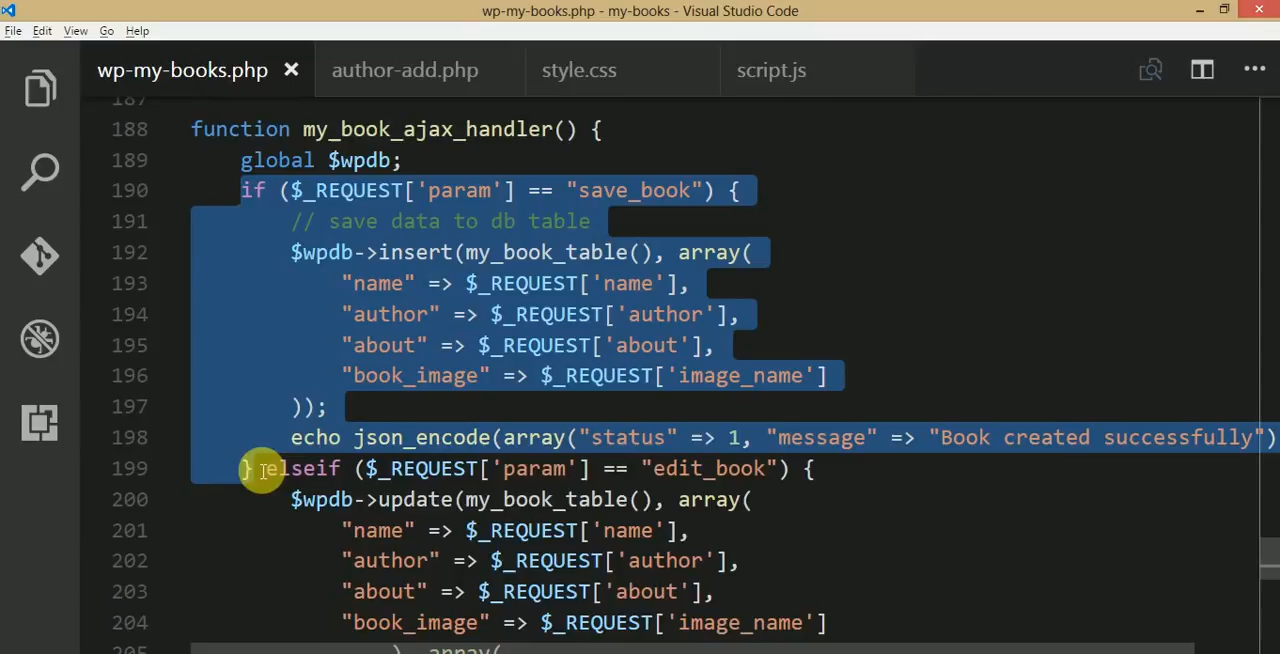 wp-my-books.php - my-books - Visual Studio Code
File Edit View Go Help
wp-my-books.php author-add.php style.css script.js
187
188 function my_book_ajax_handler() {
189 global $wpdb;
190 if ($_REQUEST['param'] == "save_book") {
191 // save data to db table
192 $wpdb->insert(my_book_table(), array(
193 "name" => $_REQUEST['name'],
194 "author" => $_REQUEST['author'],
195 "about" => $_REQUEST['about'],
196 "book_image" => $_REQUEST['image_name']
197 ));
198 echo json_encode(array("status" => 1, "message" => "Book created successfully")
199 } elseif ($_REQUEST['param'] == "edit_book") {
200 $wpdb->update(my_book_table(), array(
201 "name" => $_REQUEST['name'],
202 "author" => $_REQUEST['author'],
203 "about" => $_REQUEST['about'],
204 "book_image" => $_REQUEST['image_name']
205 ), array(